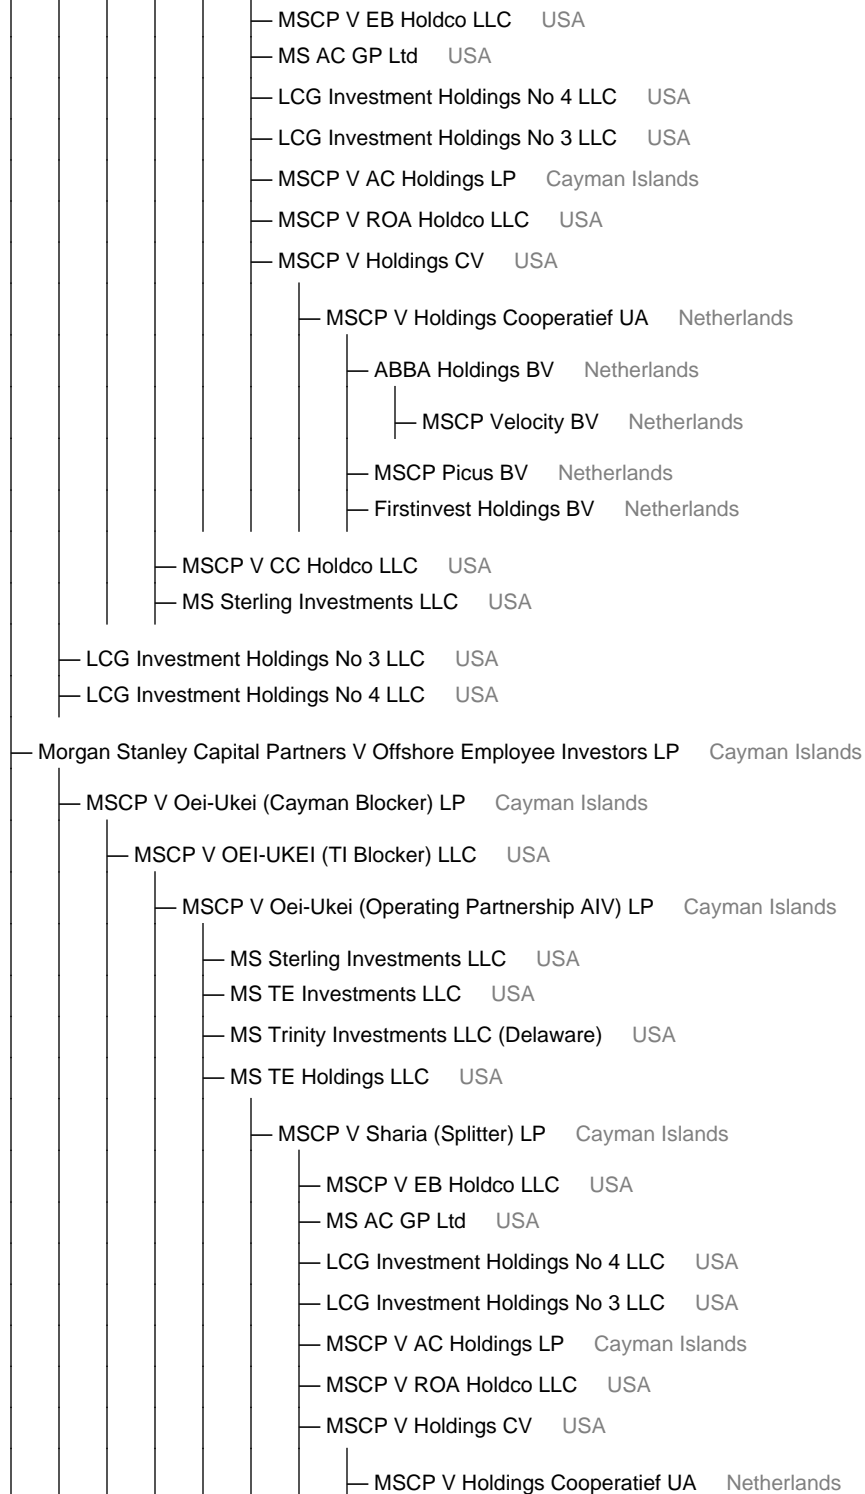 MSCP V EB Holdco LLC USA
MS AC GP Ltd USA
LCG Investment Holdings No 4 LLC USA
LCG Investment Holdings No 3 LLC USA
MSCP V AC Holdings LP Cayman Islands
MSCP V ROA Holdco LLC USA
MSCP V Holdings CV USA
MSCP V Holdings Cooperatief UA Netherlands
ABBA Holdings BV Netherlands
MSCP Velocity BV Netherlands
MSCP Picus BV Netherlands
Firstinvest Holdings BV Netherlands
MSCP V CC Holdco LLC USA
MS Sterling Investments LLC USA
LCG Investment Holdings No 3 LLC USA
LCG Investment Holdings No 4 LLC USA
Morgan Stanley Capital Partners V Offshore Employee Investors LP Cayman Islands
MSCP V Oei-Ukei (Cayman Blocker) LP Cayman Islands
MSCP V OEI-UKEI (TI Blocker) LLC USA
MSCP V Oei-Ukei (Operating Partnership AIV) LP Cayman Islands
MS Sterling Investments LLC USA
MS TE Investments LLC USA
MS Trinity Investments LLC (Delaware) USA
MS TE Holdings LLC USA
MSCP V Sharia (Splitter) LP Cayman Islands
MSCP V EB Holdco LLC USA
MS AC GP Ltd USA
LCG Investment Holdings No 4 LLC USA
LCG Investment Holdings No 3 LLC USA
MSCP V AC Holdings LP Cayman Islands
MSCP V ROA Holdco LLC USA
MSCP V Holdings CV USA
MSCP V Holdings Cooperatief UA Netherlands